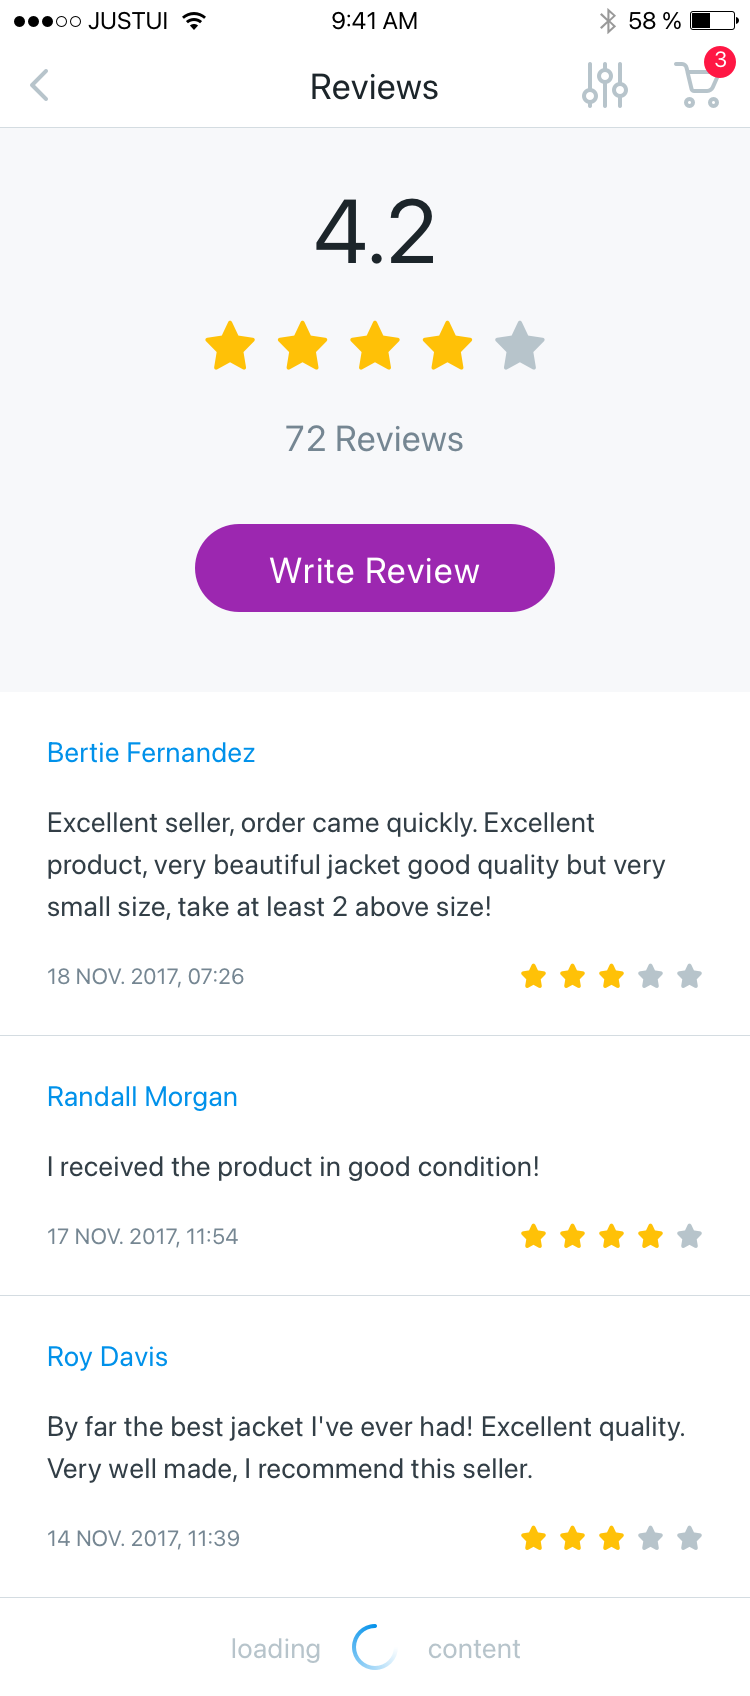 JUSTUI 9:41 AM 58 %
Reviews 3
4.2
72 Reviews
Write Review
Bertie Fernandez
Excellent seller, order came quickly. Excellent
product, very beautiful jacket good quality but very
small size, take at least 2 above size!
18 NOV. 2017, 07:26
Randall Morgan
I received the product in good condition!
17 NOV. 2017, 11:54
Roy Davis
By far the best jacket I've ever had! Excellent quality.
Very well made, I recommend this seller.
14 NOV. 2017, 11:39
loading content